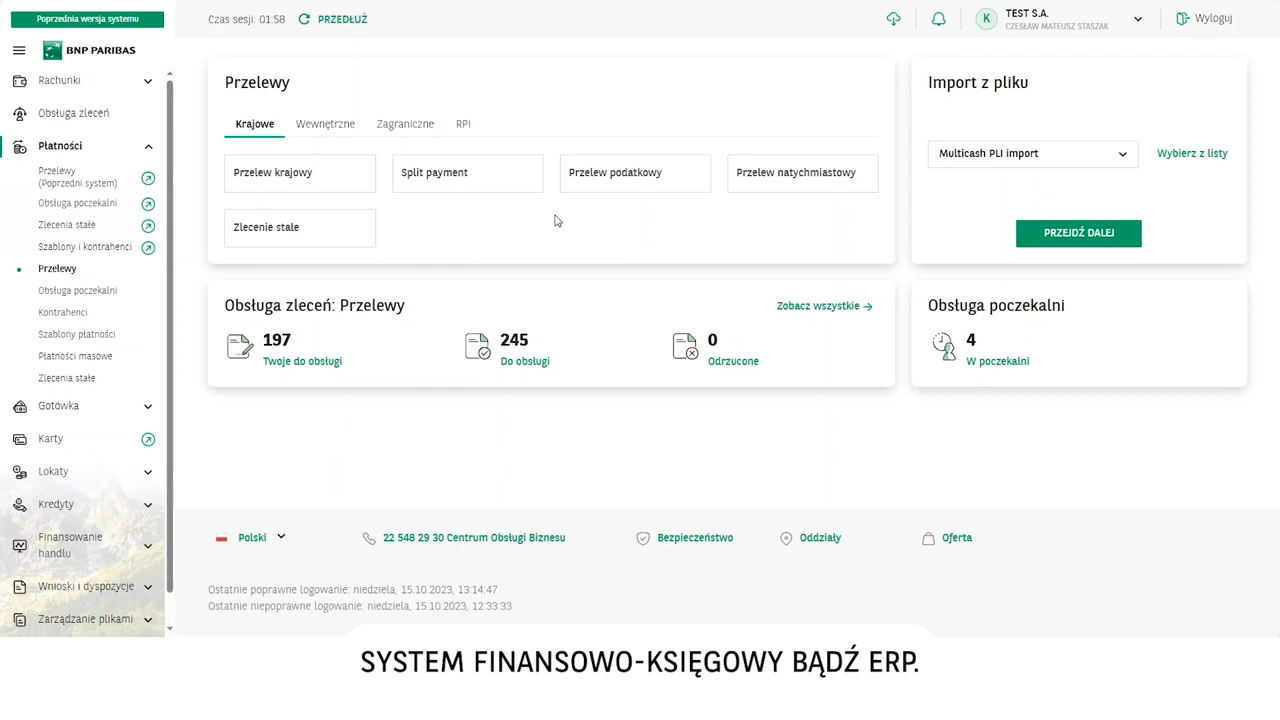 Poprzednia wersja systemu
Czas sesji: 01:58 PRZEDŁUŻ
K TEST S.A.
CZESŁAW MATEUSZ STASZAK
Wyloguj
BNP PARIBAS
Rachunki
Obsługa zleceń
Płatności
Przelewy
(Poprzedni system)
Obsługa poczekalni
Zlecenia stałe
Szablony i kontrahenci
Przelewy
Obsługa poczekalni
Kontrahenci
Szablony płatności
Płatności masowe
Zlecenia stałe
Gotówka
Karty
Lokaty
Kredyty
Finansowanie
handlu
Wnioski i dyspozycje
Zarządzanie plikami
Przelewy
Krajowe Wewnętrzne Zagraniczne RPI
Przelew krajowy Split payment Przelew podatkowy Przelew natychmiastowy
Zlecenie stałe
Import z pliku
Multicash PLI import Wybierz z listy
PRZEJDŹ DALEJ
Obsługa zleceń: Przelewy Zobacz wszystkie →
197 245 0
Twoje do obsługi Do obsługi Odrzucone
Obsługa poczekalni
4
W poczekalni
Polski 22 548 29 30 Centrum Obsługi Biznesu Bezpieczeństwo Oddziały Oferta
Ostatnie poprawne logowanie: niedziela, 15.10.2023, 13:14:47
Ostatnie niepoprawne logowanie: niedziela, 15.10.2023, 12:33:33
SYSTEM FINANSOWO-KSIĘGOWY BĄDŹ ERP.